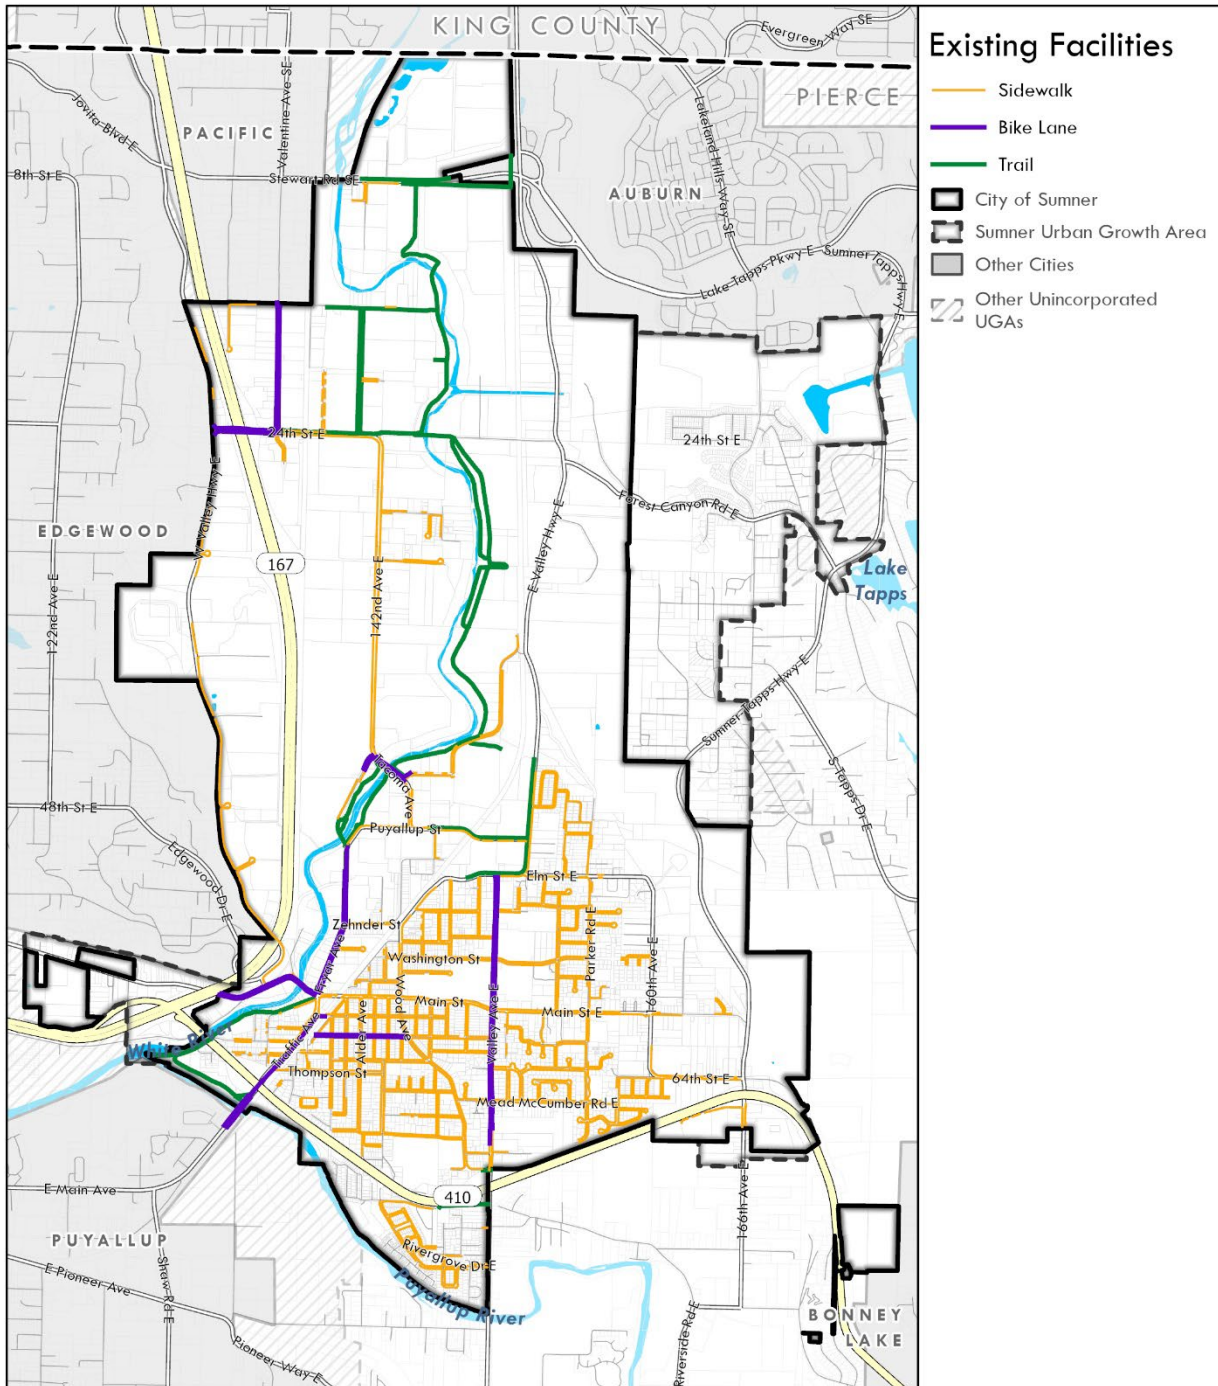 KING COUNTY
Evergreen Way SE
Existing Facilities
PIERCE
Sidewalk
Bike Lane
Trail
City of Sumner
Sumner Urban Growth Area
Other Cities
Other Unincorporated
UGAs
Jovita Blvd E
PACIFIC
Valentine Ave SE
Lakeland Hills Way SE
8th St E
Stewart Rd SE
AUBURN
Lake Tapps Pkwy E
Sumner Tapps
Hwy E
24th St E
24th St E
W Valley Hwy E
Forest Canyon Rd E
EDGEWOOD
167
E Valley Hwy E
Lake
Tapps
122nd Ave E
142nd Ave E
Sumner Tapps Hwy E
S Tapps Dr E
Tacoma Ave
48th St E
Puyallup St
Edgewood Dr E
Elm St E
Zehnder St
Parker Rd E
Washington St
160th Ave E
Fryar Ave
Wood Ave
Main St
Main St E
Valley Ave E
White River
Traffic Ave
Alder Ave
Thompson St
64th St E
Mead McCumber Rd E
E Main Ave
410
166th Ave E
PUYALLUP
Rivergrove Dr E
Shaw Rd E
E Pioneer Ave
Puyallup River
Riverside Rd E
BONNEY
LAKE
Pioneer Way E